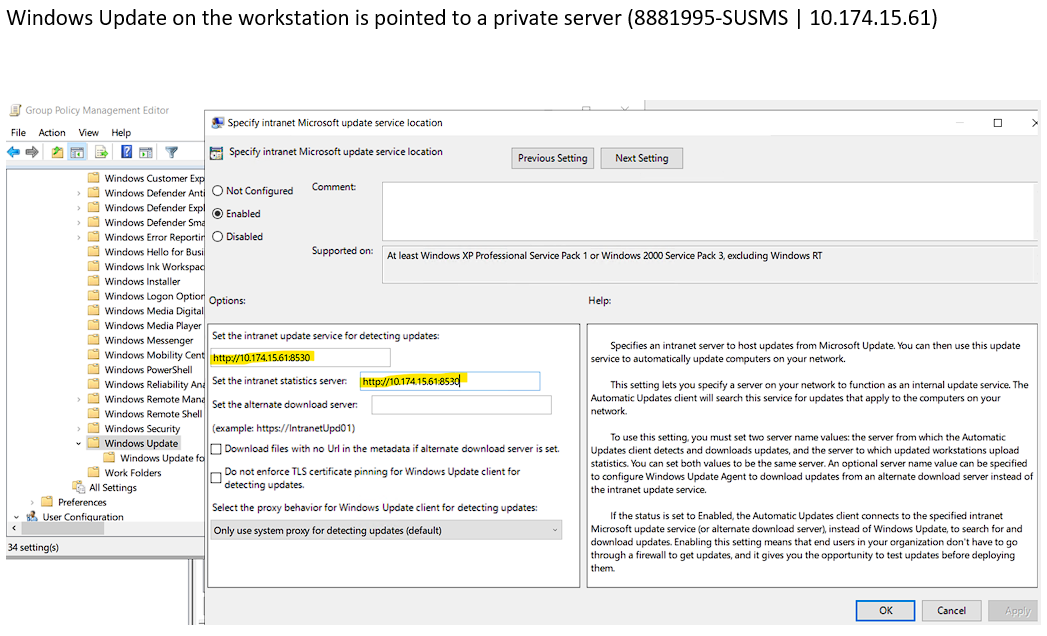 Windows Update on the workstation is pointed to a private server (8881995-SUSMS | 10.174.15.61)
Group Policy Management Editor
File Action View Help
Windows Customer Exp
Windows Defender Anti
Windows Defender Expl
Windows Defender Sma
Windows Error Reportin
Windows Hello for Busi
Windows Ink Workspac
Windows Installer
Windows Logon Option
Windows Media Digital
Windows Media Player
Windows Messenger
Windows Mobility Cent
Windows PowerShell
Windows Reliability Ana
Windows Remote Mana
Windows Remote Shell
Windows Security
Windows Update
Windows Update fo
Work Folders
All Settings
Preferences
User Configuration
34 setting(s)
Specify intranet Microsoft update service location
Specify intranet Microsoft update service location
Previous Setting
Next Setting
Not Configured
Enabled
Disabled
Comment:
Supported on:
At least Windows XP Professional Service Pack 1 or Windows 2000 Service Pack 3, excluding Windows RT
Options:
Set the intranet update service for detecting updates:
http://10.174.15.61:8530
Set the intranet statistics server:
http://10.174.15.61:8530
Set the alternate download server:
(example: https://IntranetUpd01)
Download files with no Url in the metadata if alternate download server is set.
Do not enforce TLS certificate pinning for Windows Update client for
detecting updates.
Select the proxy behavior for Windows Update client for detecting updates:
Only use system proxy for detecting updates (default)
Help:
Specifies an intranet server to host updates from Microsoft Update. You can then use this update
service to automatically update computers on your network.
This setting lets you specify a server on your network to function as an internal update service. The
Automatic Updates client will search this service for updates that apply to the computers on your
network.
To use this setting, you must set two server name values: the server from which the Automatic
Updates client detects and downloads updates, and the server to which updated workstations upload
statistics. You can set both values to be the same server. An optional server name value can be specified
to configure Windows Update Agent to download updates from an alternate download server instead of
the intranet update service.
If the status is set to Enabled, the Automatic Updates client connects to the specified intranet
Microsoft update service (or alternate download server), instead of Windows Update, to search for and
download updates. Enabling this setting means that end users in your organization don't have to go
through a firewall to get updates, and it gives you the opportunity to test updates before deploying
them.
OK
Cancel
Apply